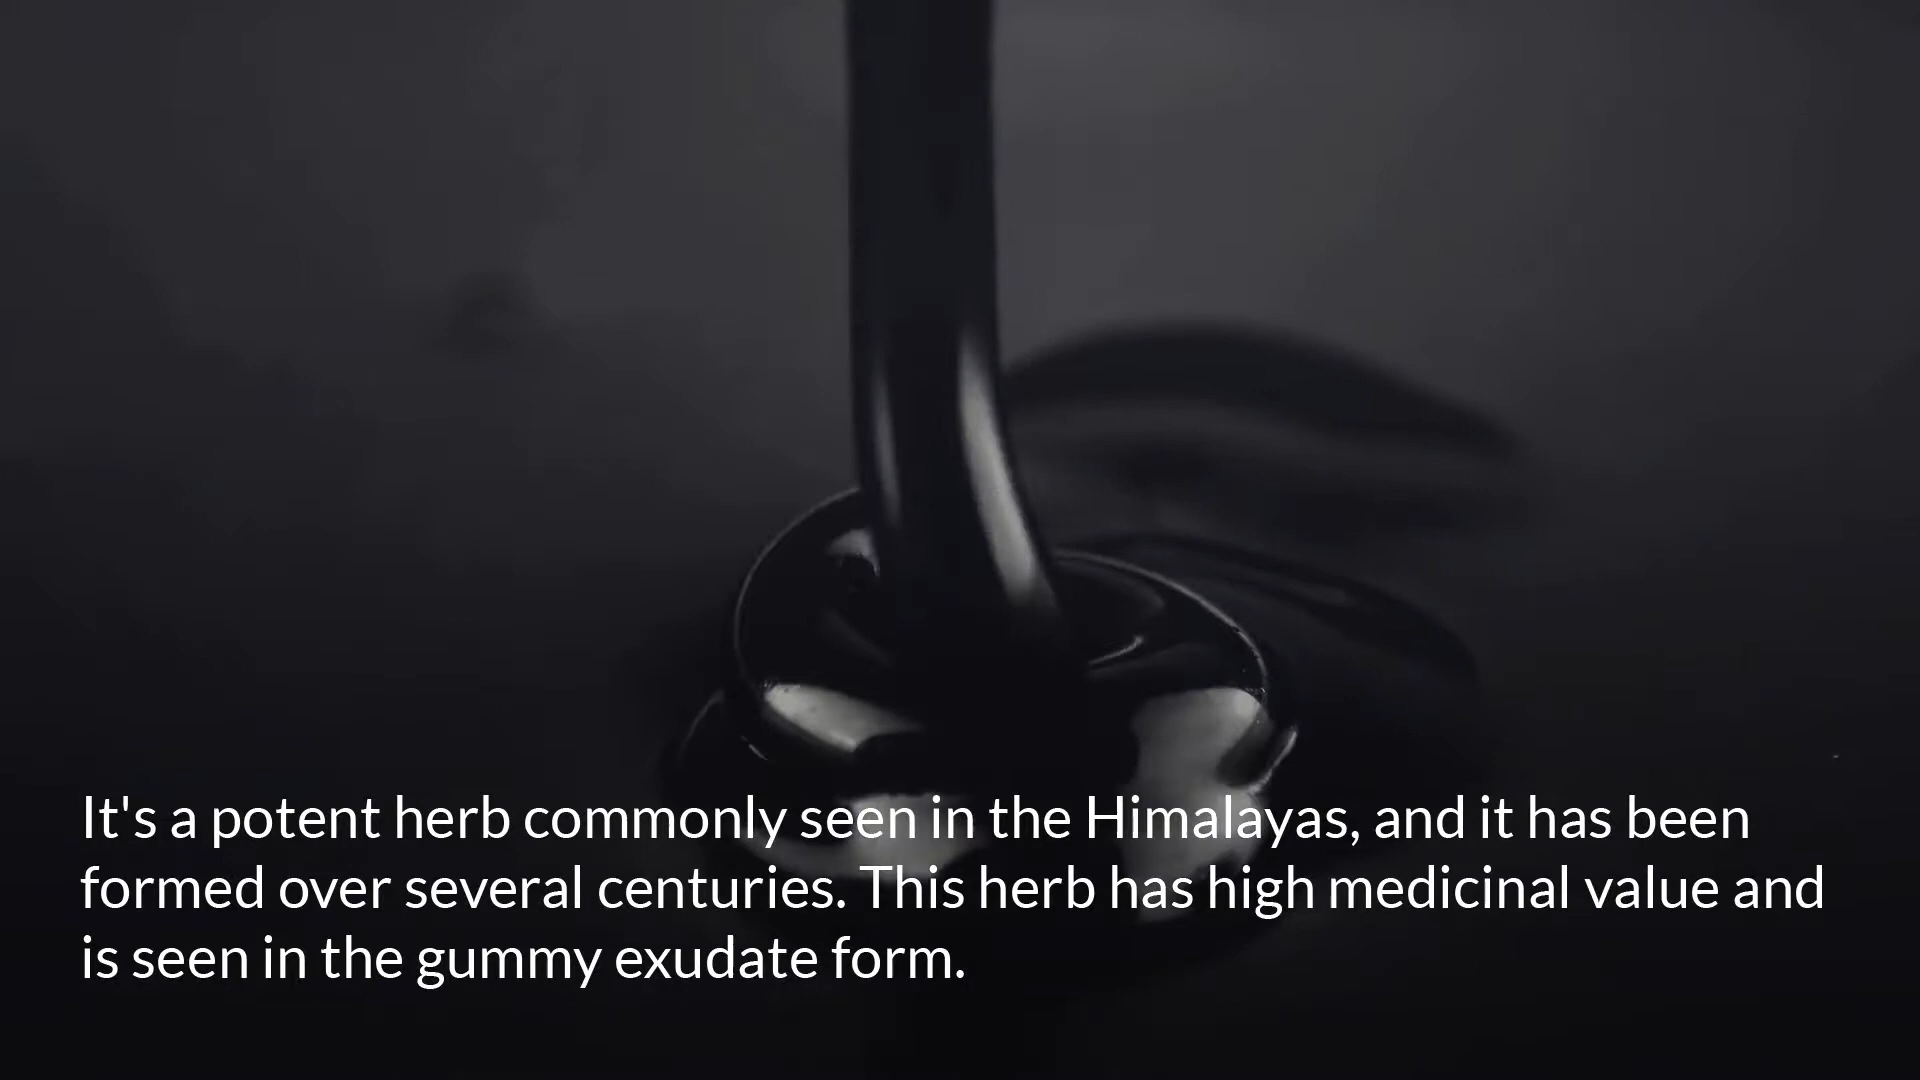 It's a potent herb commonly seen in the Himalayas, and it has been
formed over several centuries. This herb has high medicinal value and
is seen in the gummy exudate form.